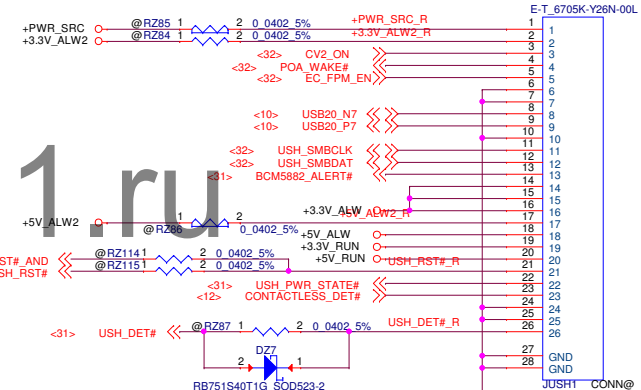 E-T_6705K-Y26N-00L
+PWR_SRC @RZ85 1 2 0_0402_5% +PWR_SRC_R 1 1
+3.3V_ALW2 @RZ84 1 2 0_0402_5% +3.3V_ALW2_R 2 2
<32> CV2_ON 3 3
<32> POA_WAKE# 4 4
<32> EC_FPM_EN 5 5
6 6
7 7
<10> USB20_N7 8 8
<10> USB20_P7 9 9
10 10
<32> USH_SMBCLK 11 11
<32> USH_SMBDAT 12 12
<31> BCM5882_ALERT# 13 13
14 14
15 15
+3.3V_ALW 16 16
+5V_ALW2 @RZ86 1 2 0_0402_5% +5V_ALW2_R 17 17
+5V_ALW 18 18
+3.3V_RUN 19 19
+5V_RUN 20 20
ST#_AND @RZ114 1 2 0_0402_5% USH_RST#_R 21 21
SH_RST# @RZ115 1 2 0_0402_5%
<31> USH_PWR_STATE# 22 22
<12> CONTACTLESS_DET# 23 23
24 24
25 25
<31> USH_DET# @RZ87 1 2 0_0402_5% USH_DET#_R 26 26
27 GND
28 GND
DZ7
2 1
RB751S40T1G_SOD523-2
JUSH1 CONN@
1.ru